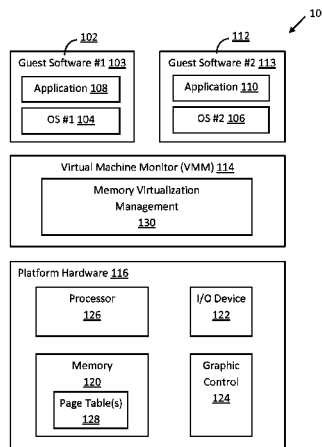 10
102
112
Guest Software #1 103
Application 108
OS #1 104
Guest Software #2 113
Application 110
OS #2 106
Virtual Machine Monitor (VMM) 114
Memory Virtualization
Management
130
Platform Hardware 116
Processor
126
I/O Device
122
Memory
120
Page Table(s)
128
Graphic
Control
124